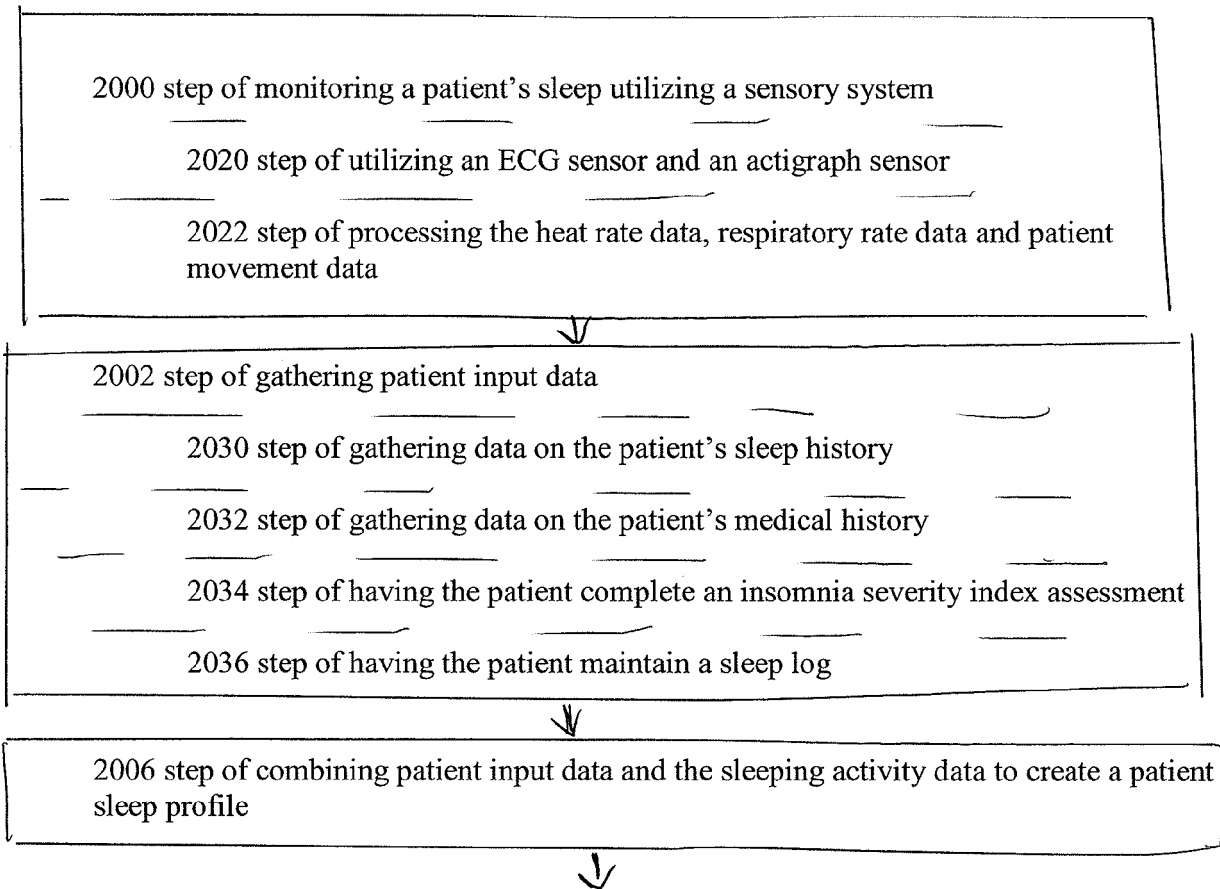 2000 step of monitoring a patient's sleep utilizing a sensory system
2020 step of utilizing an ECG sensor and an actigraph sensor
2022 step of processing the heat rate data, respiratory rate data and patient
movement data
2002 step of gathering patient input data
2030 step of gathering data on the patient's sleep history
2032 step of gathering data on the patient's medical history
2034 step of having the patient complete an insomnia severity index assessment
2036 step of having the patient maintain a sleep log
2006 step of combining patient input data and the sleeping activity data to create a patient
sleep profile